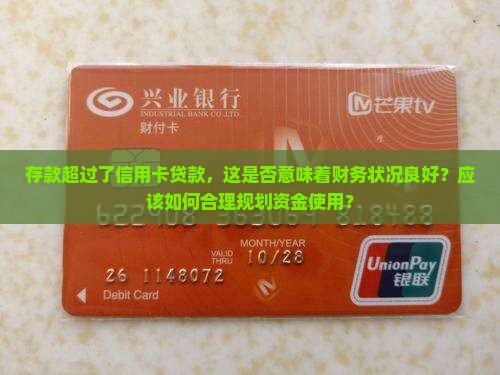 兴业银行
INDUSTRIAL BANK CO.,LTD.
财付卡
芒果tv
存款超过了信用卡贷款，这是否意味着财务状况良好？应
该如何合理规划资金使用？
MONTH/YEAR
VALID
THRU
10/28
26 1148072
Debit Card
UnionPay
银联